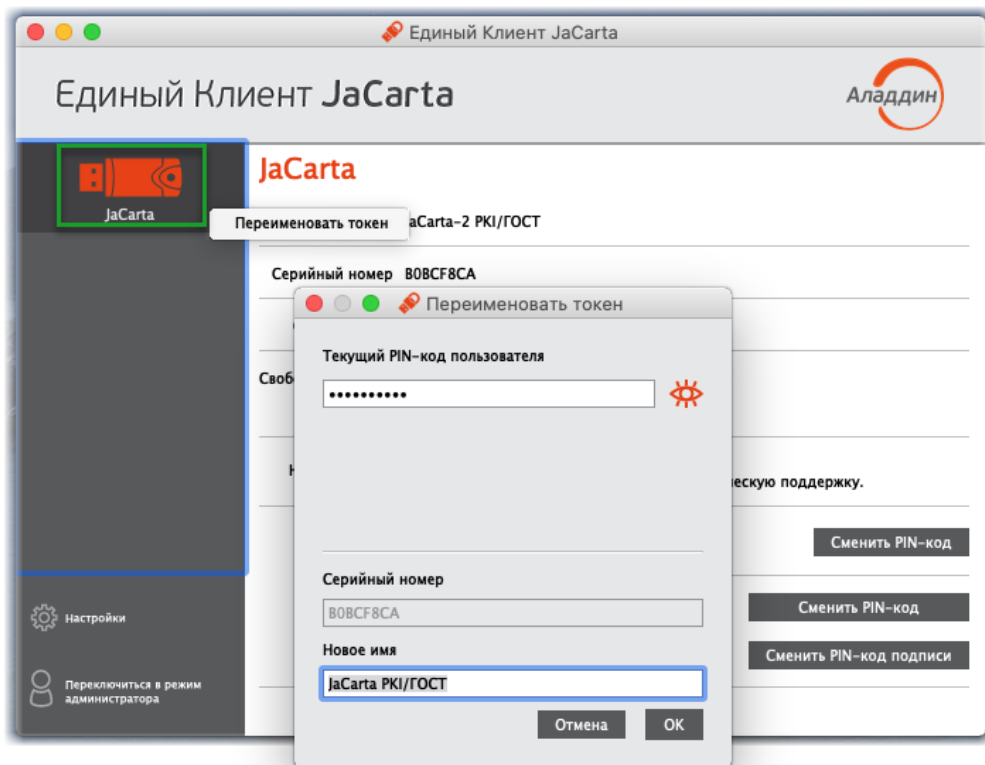 Единый Клиент JaCarta
Единый Клиент JaCarta
Аладдин
JaCarta
JaCarta
Переименовать токен
aCarta-2 PKI/ГОСТ
Серийный номер B0BCF8CA
Переименовать токен
Текущий PIN-код пользователя
••••••••••
Своб
ескую поддержку.
Сменить PIN-код
Серийный номер
B0BCF8CA
Сменить PIN-код
Новое имя
Сменить PIN-код подписи
JaCarta PKI/ГОСТ
Отмена
OK
Настройки
Переключиться в режим
администратора